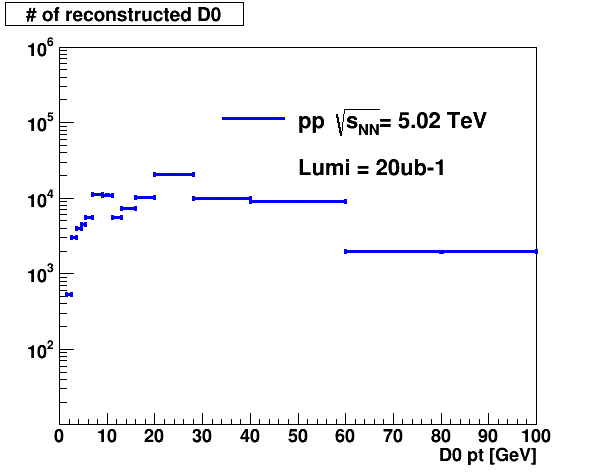 # of reconstructed D0
10^6
10^5
10^4
10^3
10^2
pp √s_NN = 5.02 TeV
Lumi = 20ub-1
0 10 20 30 40 50 60 70 80 90 100
D0 pt [GeV]